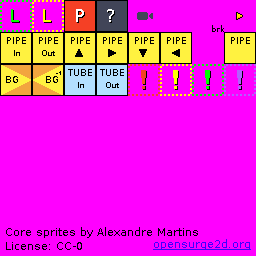 L L P ?
brk
PIPE PIPE PIPE PIPE PIPE PIPE PIPE
In Out
BG BG TUBE TUBE ! ! ! !
-1 In Out
Core sprites by Alexandre Martins
License: CC-0 opensurge2d.org